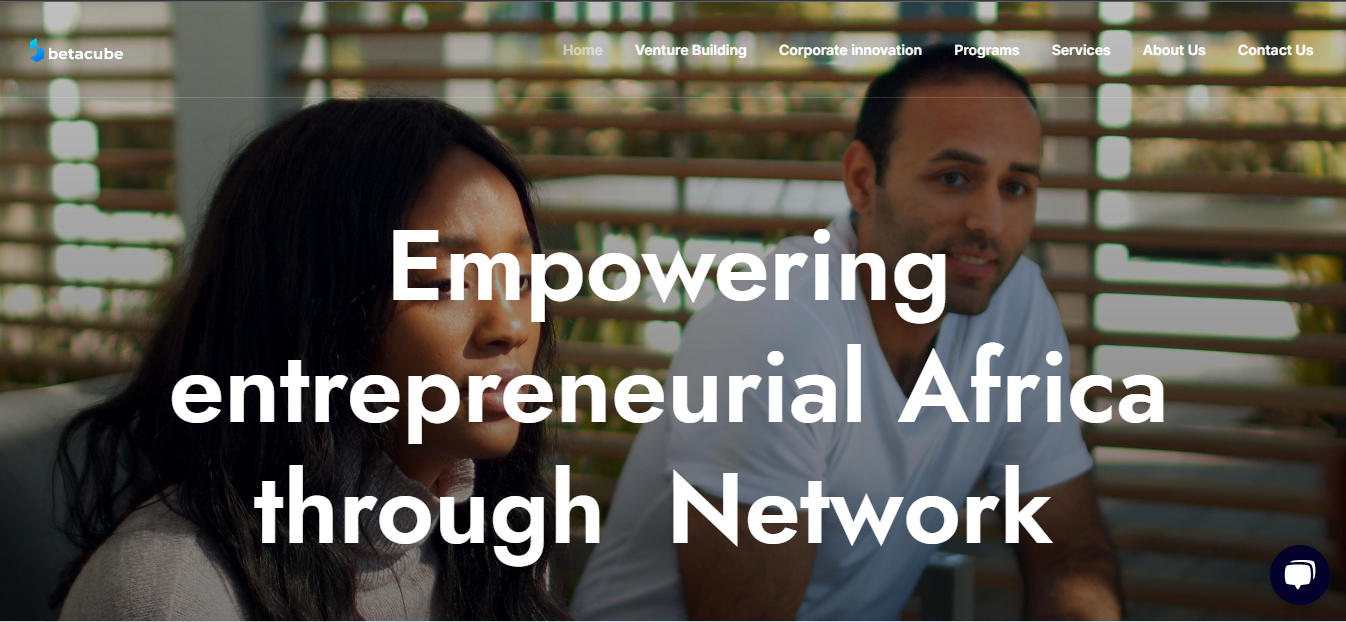 betacube
Home Venture Building Corporate innovation Programs Services About Us Contact Us
Empowering
entrepreneurial Africa
through Network